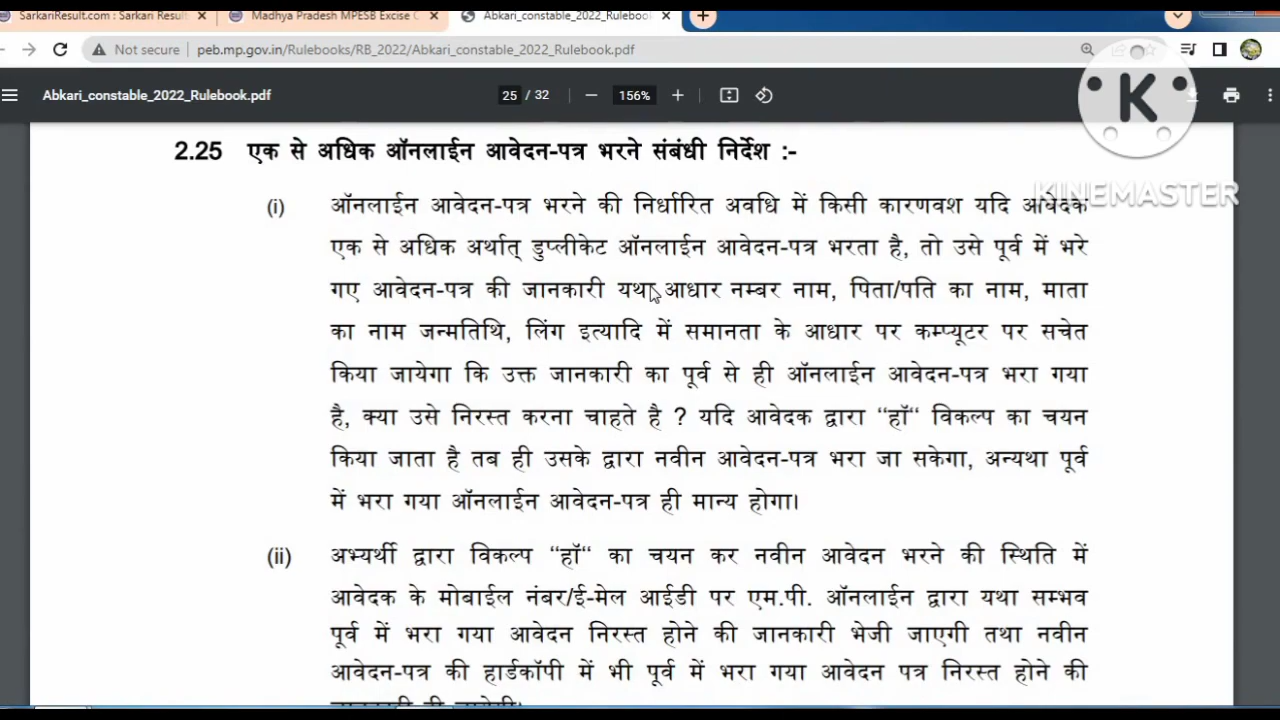 SarkariResult.com : Sarkari Result
Madhya Pradesh MPESB Excise C
Abkari_constable_2022_Rulebook.p
Not secure
peb.mp.gov.in/Rulebooks/RB_2022/Abkari_constable_2022_Rulebook.pdf
Abkari_constable_2022_Rulebook.pdf
25 / 32
156%
K
KINEMASTER
2.25 एक से अधिक ऑनलाईन आवेदन-पत्र भरने संबंधी निर्देश :-
(i) ऑनलाईन आवेदन-पत्र भरने की निर्धारित अवधि में किसी कारणवश यदि आवेदक
एक से अधिक अर्थात् डुप्लीकेट ऑनलाईन आवेदन-पत्र भरता है, तो उसे पूर्व में भरे
गए आवेदन-पत्र की जानकारी यथा आधार नम्बर नाम, पिता/पति का नाम, माता
का नाम जन्मतिथि, लिंग इत्यादि में समानता के आधार पर कम्प्यूटर पर सचेत
किया जायेगा कि उक्त जानकारी का पूर्व से ही ऑनलाईन आवेदन-पत्र भरा गया
है, क्या उसे निरस्त करना चाहते है ? यदि आवेदक द्वारा ‘‘हॉ‘‘ विकल्प का चयन
किया जाता है तब ही उसके द्वारा नवीन आवेदन-पत्र भरा जा सकेगा, अन्यथा पूर्व
में भरा गया ऑनलाईन आवेदन-पत्र ही मान्य होगा।
(ii) अभ्यर्थी द्वारा विकल्प ‘‘हॉ‘‘ का चयन कर नवीन आवेदन भरने की स्थिति में
आवेदक के मोबाईल नंबर/ई-मेल आईडी पर एम.पी. ऑनलाईन द्वारा यथा सम्भव
पूर्व में भरा गया आवेदन निरस्त होने की जानकारी भेजी जाएगी तथा नवीन
आवेदन-पत्र की हार्डकॉपी में भी पूर्व में भरा गया आवेदन पत्र निरस्त होने की